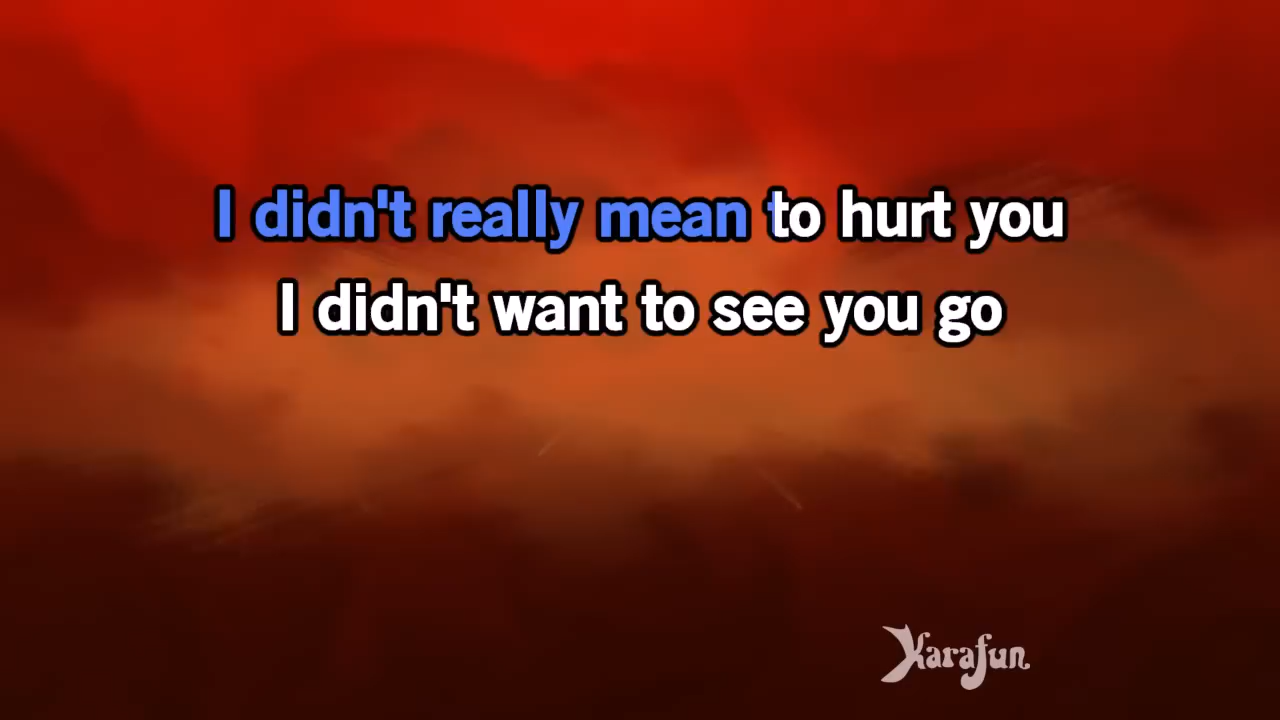 I didn't really mean to hurt you
I didn't want to see you go
Karafun